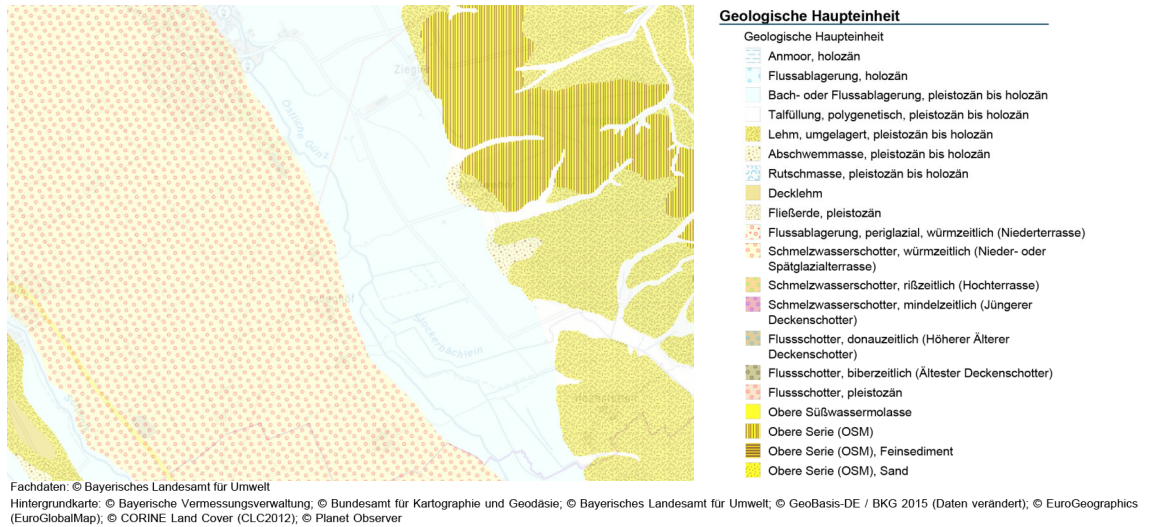 Ziegel
Östliche Günz
Stockerbächlein
Geologische Haupteinheit
Geologische Haupteinheit
Anmoor, holozän
Flussablagerung, holozän
Bach- oder Flussablagerung, pleistozän bis holozän
Talfüllung, polygenetisch, pleistozän bis holozän
Lehm, umgelagert, pleistozän bis holozän
Abschwemmasse, pleistozän bis holozän
Rutschmasse, pleistozän bis holozän
Decklehm
Fließerde, pleistozän
Flussablagerung, periglazial, würmzeitlich (Niederterrasse)
Schmelzwasserschotter, würmzeitlich (Nieder- oder
Spätglazialterrasse)
Schmelzwasserschotter, rißzeitlich (Hochterrasse)
Schmelzwasserschotter, mindelzeitlich (Jüngerer
Deckenschotter)
Flussschotter, donauzeitlich (Höherer Älterer
Deckenschotter)
Flussschotter, biberzeitlich (Ältester Deckenschotter)
Flussschotter, pleistozän
Obere Süßwassermolasse
Obere Serie (OSM)
Obere Serie (OSM), Feinsediment
Obere Serie (OSM), Sand
Fachdaten: © Bayerisches Landesamt für Umwelt
Hintergrundkarte: © Bayerische Vermessungsverwaltung; © Bundesamt für Kartographie und Geodäsie; © Bayerisches Landesamt für Umwelt; © GeoBasis-DE / BKG 2015 (Daten verändert); © EuroGeographics
(EuroGlobalMap); © CORINE Land Cover (CLC2012); © Planet Observer